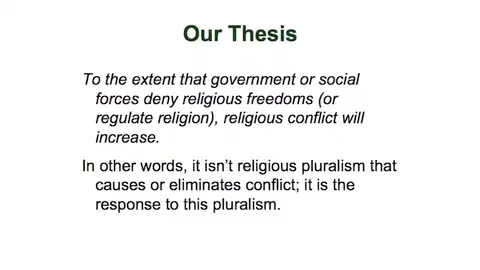 Our Thesis
To the extent that government or social
forces deny religious freedoms (or
regulate religion), religious conflict will
increase.
In other words, it isn’t religious pluralism that
causes or eliminates conflict; it is the
response to this pluralism.